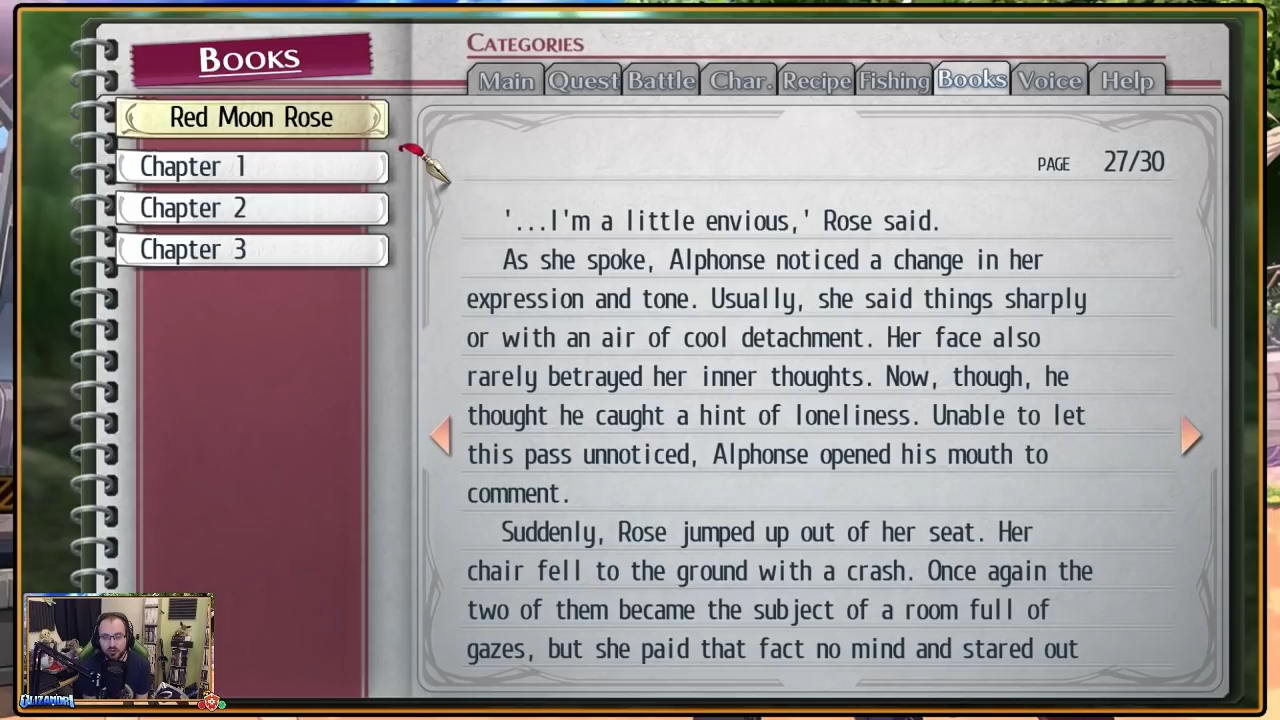 BOOKS
CATEGORIES
Main Quest Battle Char. Recipe Fishing Books Voice Help
Red Moon Rose
Chapter 1
Chapter 2
Chapter 3
PAGE 27/30
'...I'm a little envious,' Rose said.
As she spoke, Alphonse noticed a change in her
expression and tone. Usually, she said things sharply
or with an air of cool detachment. Her face also
rarely betrayed her inner thoughts. Now, though, he
thought he caught a hint of loneliness. Unable to let
this pass unnoticed, Alphonse opened his mouth to
comment.
Suddenly, Rose jumped up out of her seat. Her
chair fell to the ground with a crash. Once again the
two of them became the subject of a room full of
gazes, but she paid that fact no mind and stared out
ULIZANDRI